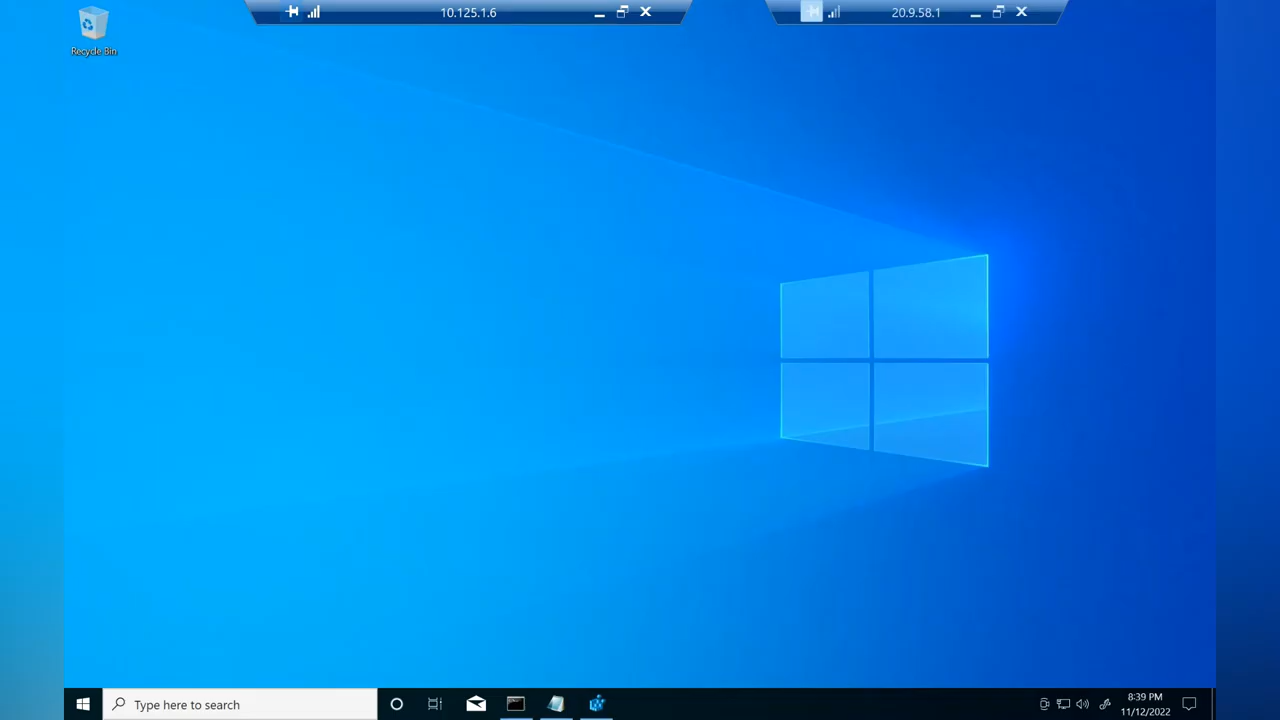 10.125.1.6
20.9.58.1
Recycle Bin
Type here to search
8:39 PM
11/12/2022